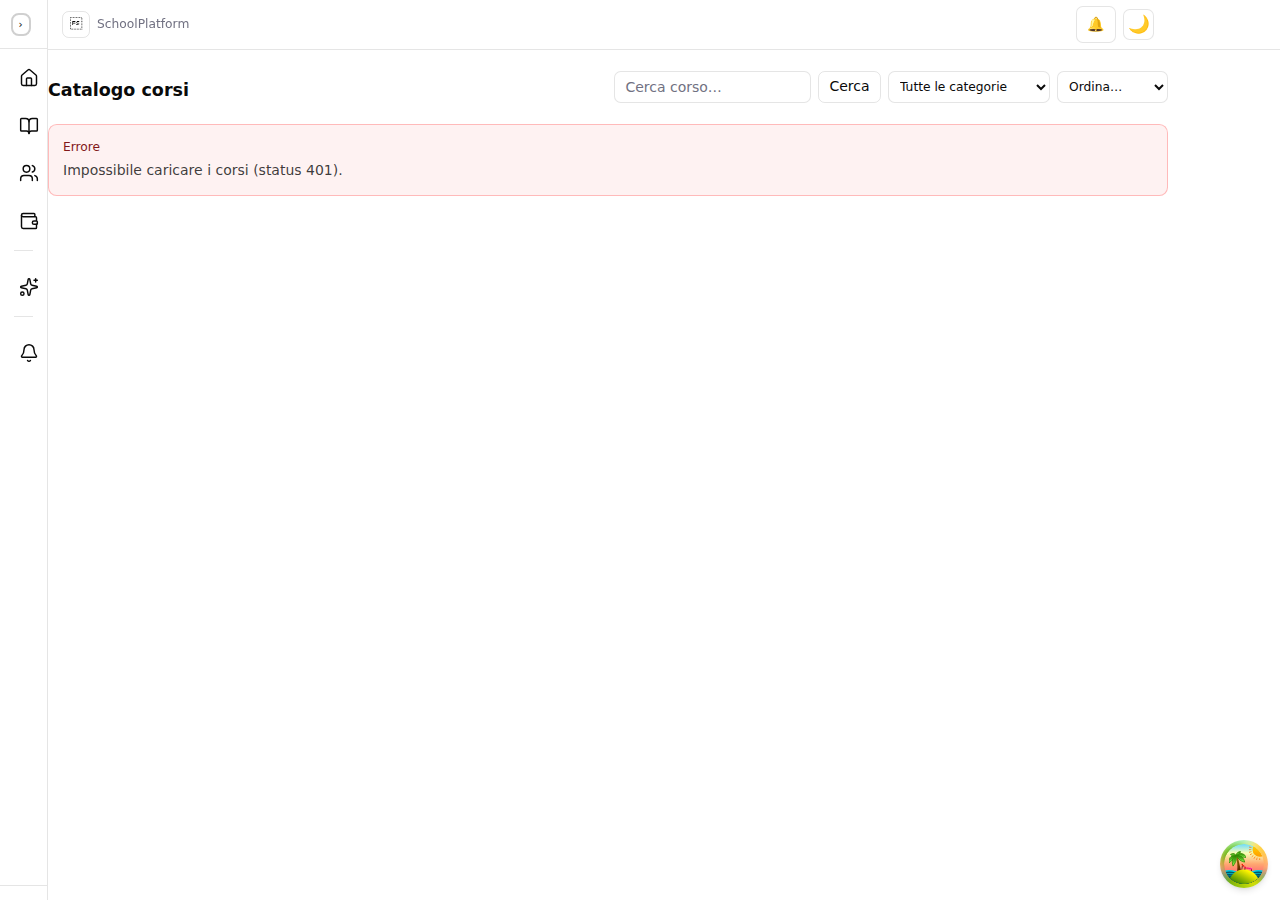 SchoolPlatform
Catalogo corsi
Cerca corso…
Cerca
Tutte le categorie
Ordina…
Errore
Impossibile caricare i corsi (status 401).